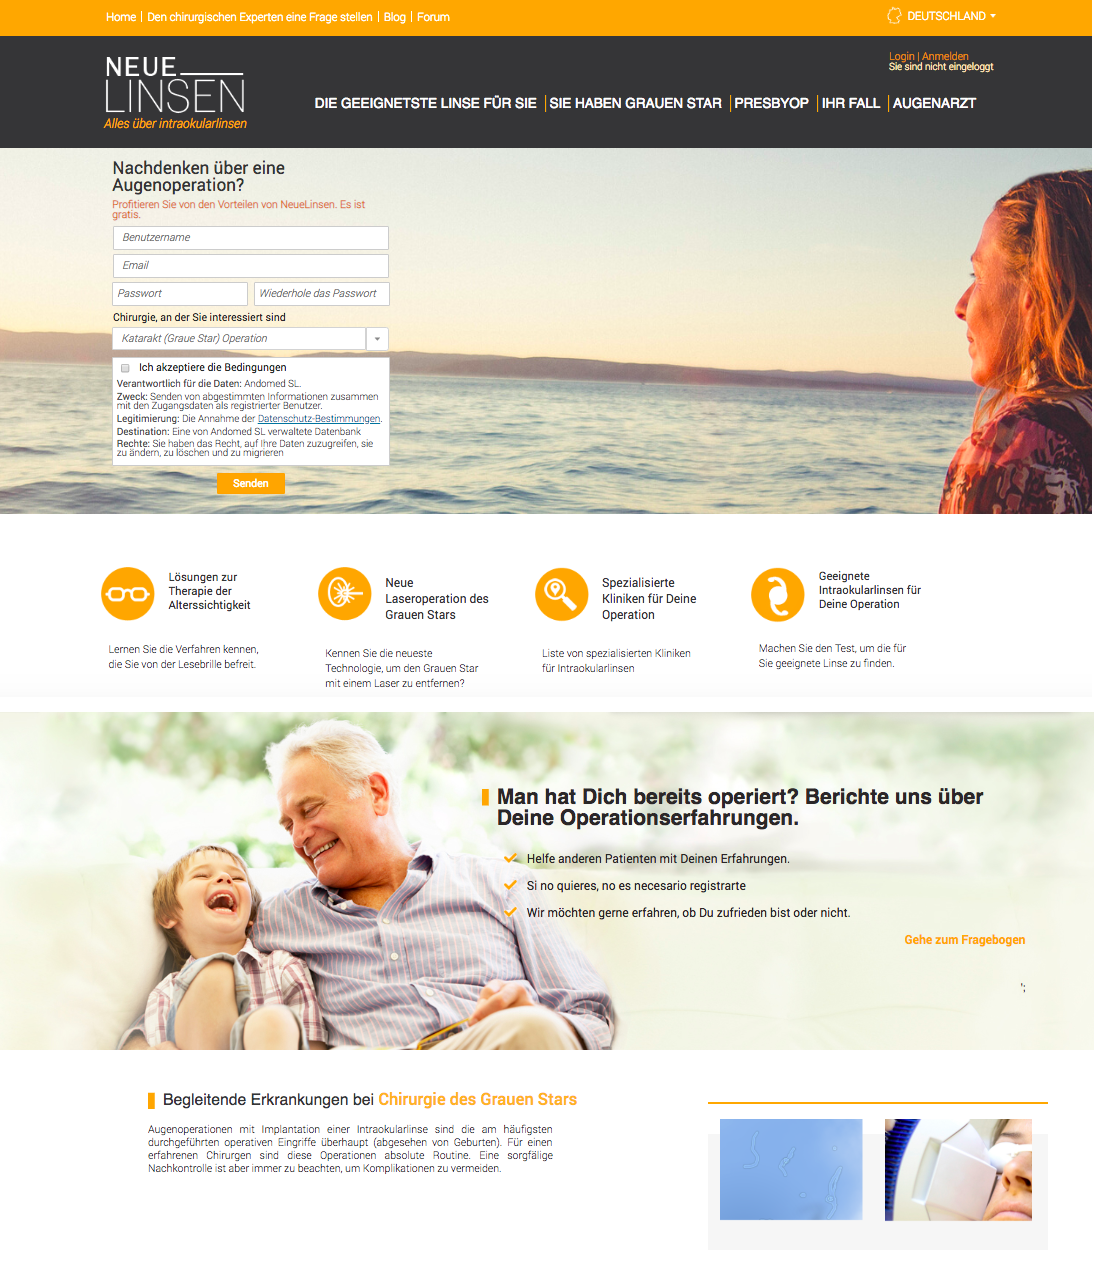 Home | Den chirurgischen Experten eine Frage stellen | Blog | Forum
DEUTSCHLAND
Login | Anmelden
Sie sind nicht eingeloggt
NEUE
LINSEN
Alles über intraokularlinsen
DIE GEEIGNETSTE LINSE FÜR SIE | SIE HABEN GRAUEN STAR | PRESBYOP | IHR FALL | AUGENARZT
Nachdenken über eine
Augenoperation?
Profitieren Sie von den Vorteilen von NeueLinsen. Es ist
gratis.
Benutzername
Email
Passwort
Wiederhole das Passwort
Chirurgie, an der Sie interessiert sind
Katarakt (Graue Star) Operation
Ich akzeptiere die Bedingungen
Verantwortlich für die Daten: Andomed SL.
Zweck: Senden von abgestimmten Informationen zusammen
mit den Zugangsdaten als registrierter Benutzer.
Legitimierung: Die Annahme der Datenschutz-Bestimmungen.
Destination: Eine von Andomed SL verwaltete Datenbank
Rechte: Sie haben das Recht, auf Ihre Daten zuzugreifen, sie
zu ändern, zu löschen und zu migrieren
Senden
Lösungen zur
Therapie der
Alterssichtigkeit
Lernen Sie die Verfahren kennen,
die Sie von der Lesebrille befreit.
Neue
Laseroperation des
Grauen Stars
Kennen Sie die neueste
Technologie, um den Grauen Star
mit einem Laser zu entfernen?
Spezialisierte
Kliniken für Deine
Operation
Liste von spezialisierten Kliniken
für Intraokularlinsen
Geeignete
Intraokularlinsen für
Deine Operation
Machen Sie den Test, um die für
Sie geeignete Linse zu finden.
Man hat Dich bereits operiert? Berichte uns über
Deine Operationserfahrungen.
Helfe anderen Patienten mit Deinen Erfahrungen.
Si no quieres, no es necesario registrarte
Wir möchten gerne erfahren, ob Du zufrieden bist oder nicht.
Gehe zum Fragebogen
Begleitende Erkrankungen bei Chirurgie des Grauen Stars
Augenoperationen mit Implantation einer Intraokularlinse sind die am häufigsten
durchgeführten operativen Eingriffe überhaupt (abgesehen von Geburten). Für einen
erfahrenen Chirurgen sind diese Operationen absolute Routine. Eine sorgfälige
Nachkontrolle ist aber immer zu beachten, um Komplikationen zu vermeiden.